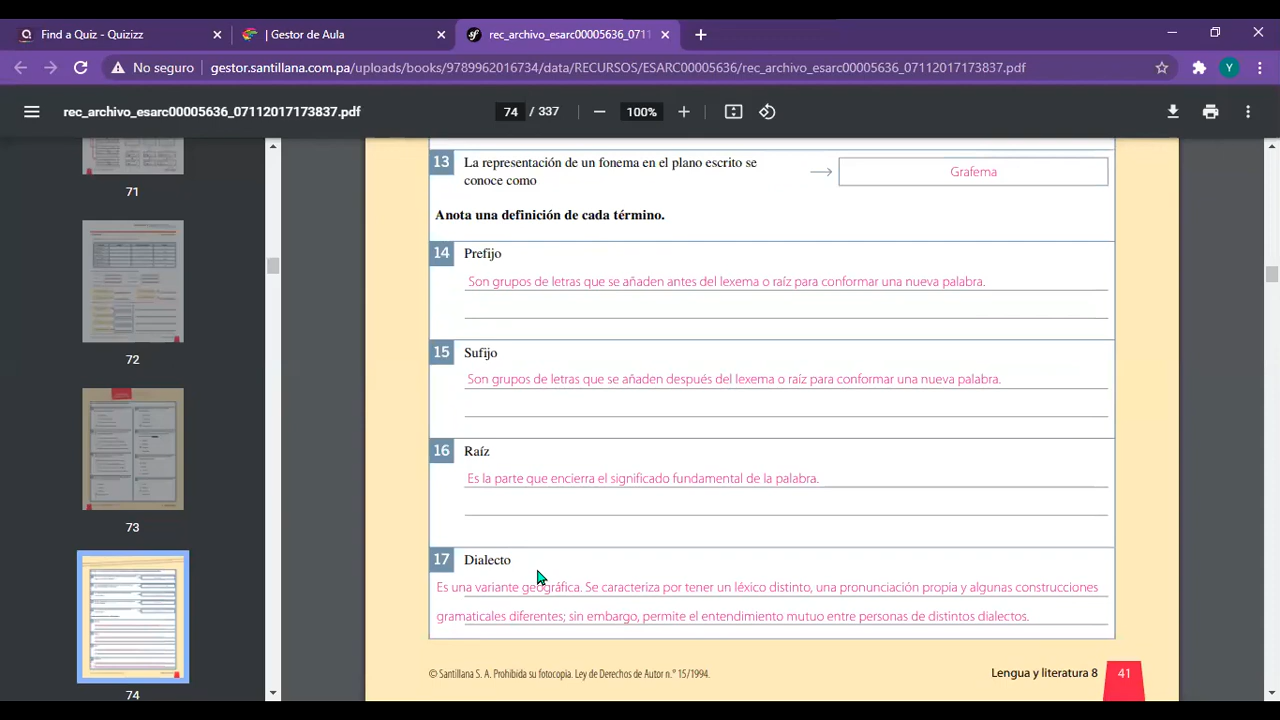 Find a Quiz - Quizizz
| Gestor de Aula
rec_archivo_esarc00005636_0711
No seguro
gestor.santillana.com.pa/uploads/books/9789962016734/data/RECURSOS/ESARC00005636/rec_archivo_esarc00005636_07112017173837.pdf
Y
rec_archivo_esarc00005636_07112017173837.pdf
74 / 337
100%
71
72
73
74
13 La representación de un fonema en el plano escrito se
conoce como
Grafema
Anota una definición de cada término.
14 Prefijo
Son grupos de letras que se añaden antes del lexema o raíz para conformar una nueva palabra.
15 Sufijo
Son grupos de letras que se añaden después del lexema o raíz para conformar una nueva palabra.
16 Raíz
Es la parte que encierra el significado fundamental de la palabra.
17 Dialecto
Es una variante geográfica. Se caracteriza por tener un léxico distinto, una pronunciación propia y algunas construcciones
gramaticales diferentes; sin embargo, permite el entendimiento mutuo entre personas de distintos dialectos.
© Santillana S. A. Prohibida su fotocopia. Ley de Derechos de Autor n.° 15/1994.
Lengua y literatura 8 41